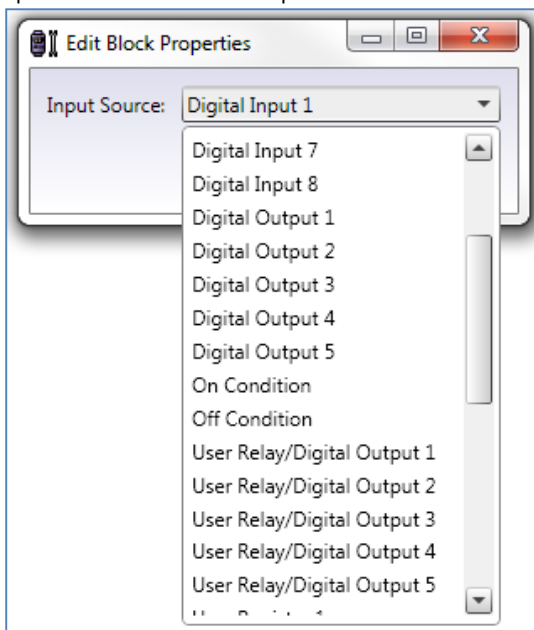 Edit Block Properties
Input Source: Digital Input 1
Digital Input 7
Digital Input 8
Digital Output 1
Digital Output 2
Digital Output 3
Digital Output 4
Digital Output 5
On Condition
Off Condition
User Relay/Digital Output 1
User Relay/Digital Output 2
User Relay/Digital Output 3
User Relay/Digital Output 4
User Relay/Digital Output 5